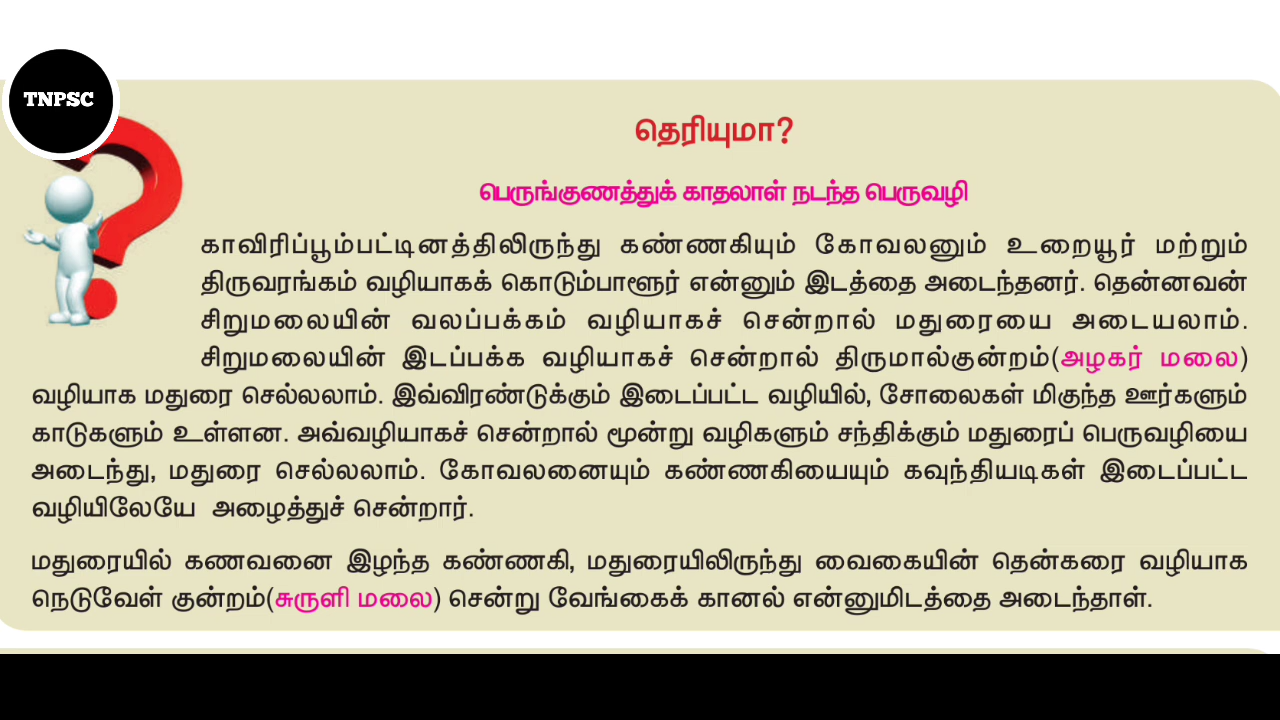 TNPSC
தெரியுமா?
பெருங்குணத்துக் காதலாள் நடந்த பெருவழி
காவிரிப்பூம்பட்டினத்திலிருந்து கண்ணகியும் கோவலனும் உறையூர் மற்றும்
திருவரங்கம் வழியாகக் கொடும்பாளூர் என்னும் இடத்தை அடைந்தனர். தென்னவன்
சிறுமலையின் வலப்பக்கம் வழியாகச் சென்றால் மதுரையை அடையலாம்.
சிறுமலையின் இடப்பக்க வழியாகச் சென்றால் திருமால்குன்றம்(அழகர் மலை)
வழியாக மதுரை செல்லலாம். இவ்விரண்டுக்கும் இடைப்பட்ட வழியில், சோலைகள் மிகுந்த ஊர்களும்
காடுகளும் உள்ளன. அவ்வழியாகச் சென்றால் மூன்று வழிகளும் சந்திக்கும் மதுரைப் பெருவழியை
அடைந்து, மதுரை செல்லலாம். கோவலனையும் கண்ணகியையும் கவுந்தியடிகள் இடைப்பட்ட
வழியிலேயே அழைத்துச் சென்றார்.
மதுரையில் கணவனை இழந்த கண்ணகி, மதுரையிலிருந்து வைகையின் தென்கரை வழியாக
நெடுவேள் குன்றம்(சுருளி மலை) சென்று வேங்கைக் கானல் என்னுமிடத்தை அடைந்தாள்.